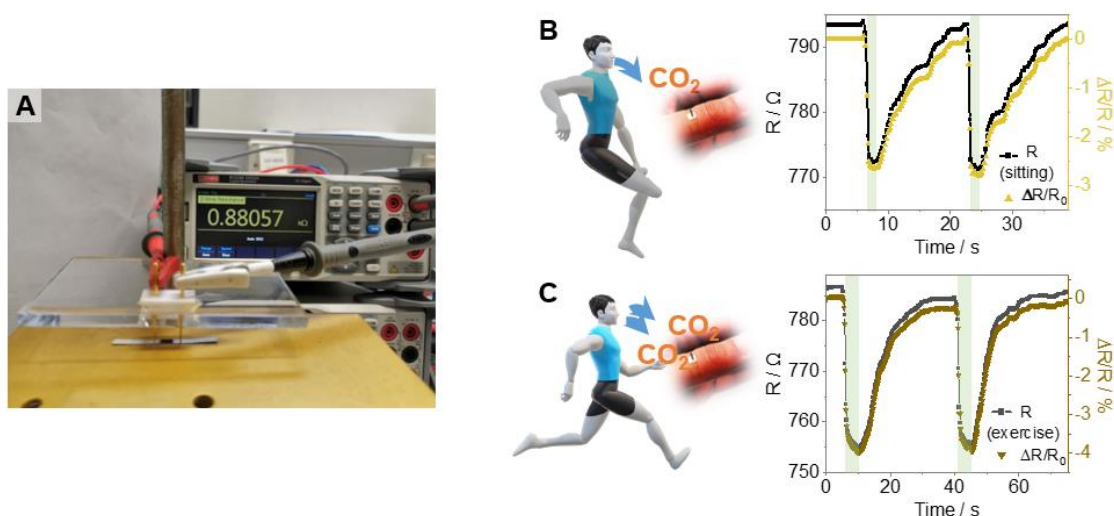 A
0.88057
kΩ
B
CO2
R / Ω
790
780
770
R
(sitting)
ΔR/R0
0
-1
-2
-3
ΔR/R / %
10
20
30
0
Time / s
C
CO2
CO2
R / Ω
780
770
760
750
R
(exercise)
ΔR/R0
0
-1
-2
-3
-4
ΔR/R / %
0
20
40
60
Time / s